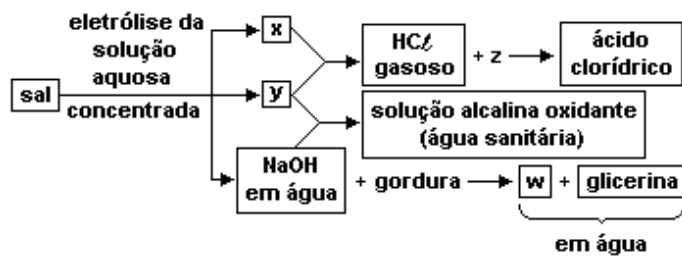 eletrólise da
solução
aquosa
concentrada
sal
x
y
NaOH
em água
HCℓ
gasoso
+ z
ácido
clorídrico
solução alcalina oxidante
(água sanitária)
+ gordura
w + glicerina
em água